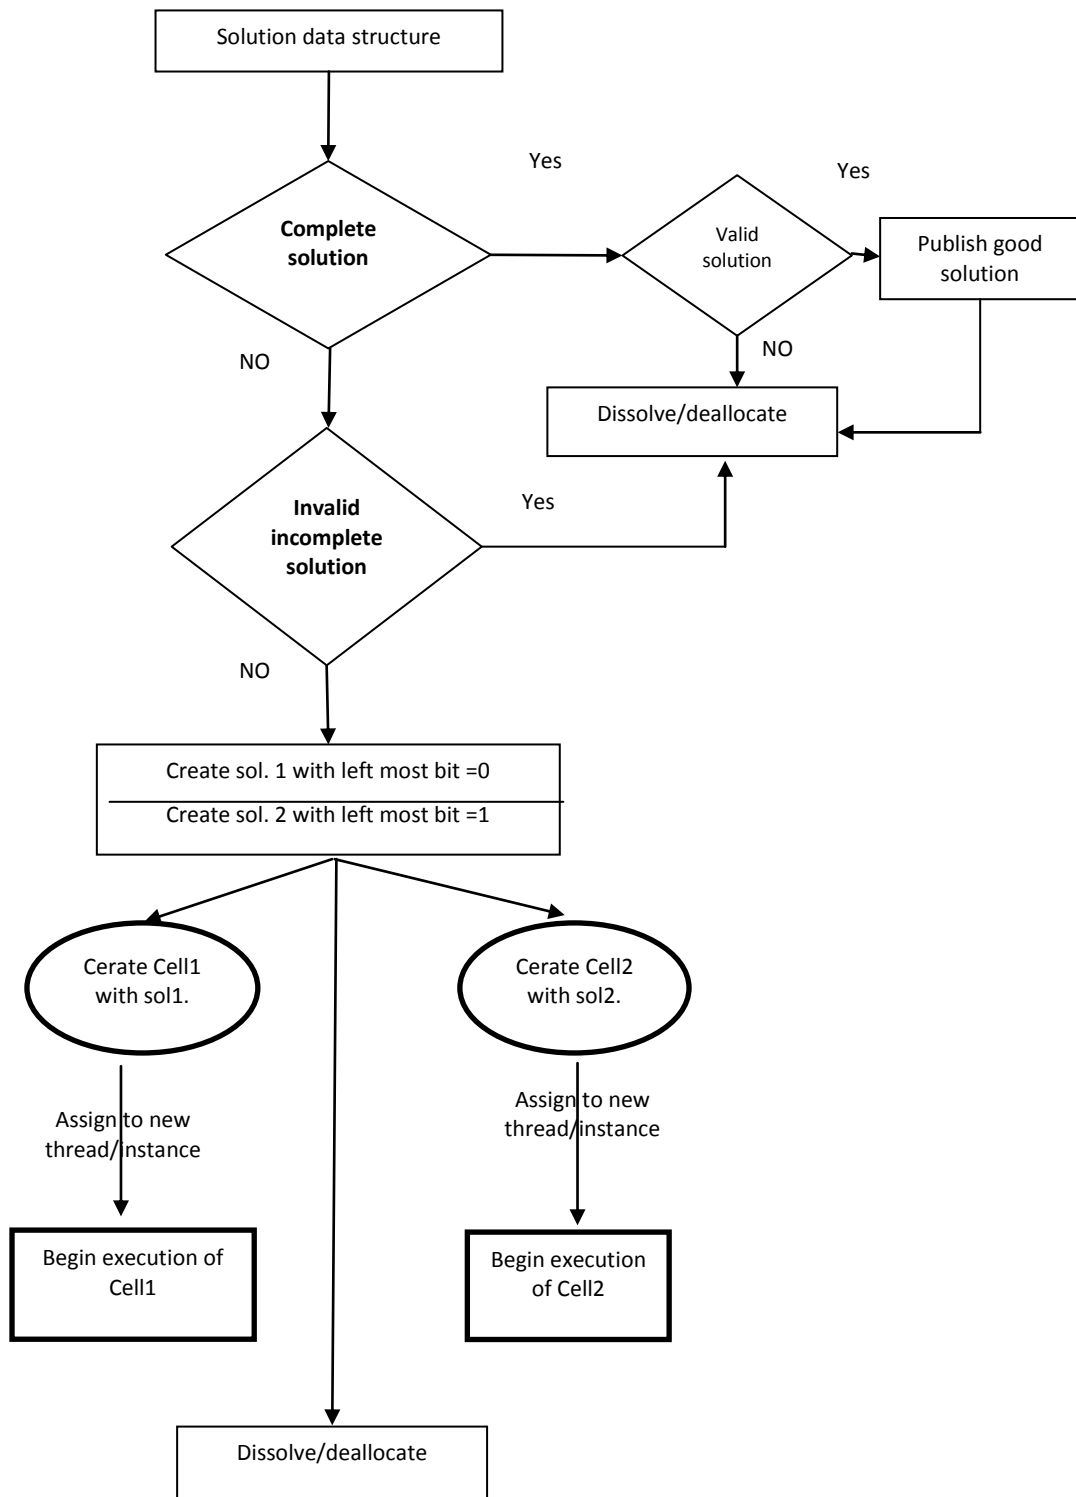 Solution data structure
Yes
Yes
Complete
solution
Valid
solution
Publish good
solution
NO
NO
Dissolve/deallocate
Invalid
incomplete
solution
Yes
NO
Create sol. 1 with left most bit =0
Create sol. 2 with left most bit =1
Cerate Cell1
with sol1.
Cerate Cell2
with sol2.
Assign to new
thread/instance
Assign to new
thread/instance
Begin execution of
Cell1
Begin execution
of Cell2
Dissolve/deallocate